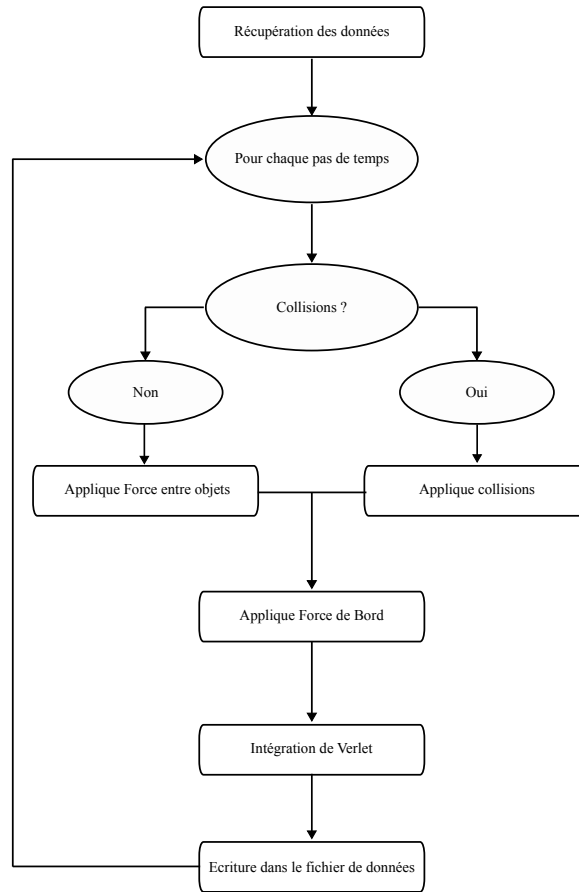 Récupération des données
Pour chaque pas de temps
Collisions ?
Non
Oui
Applique Force entre objets
Applique collisions
Applique Force de Bord
Intégration de Verlet
Ecriture dans le fichier de données